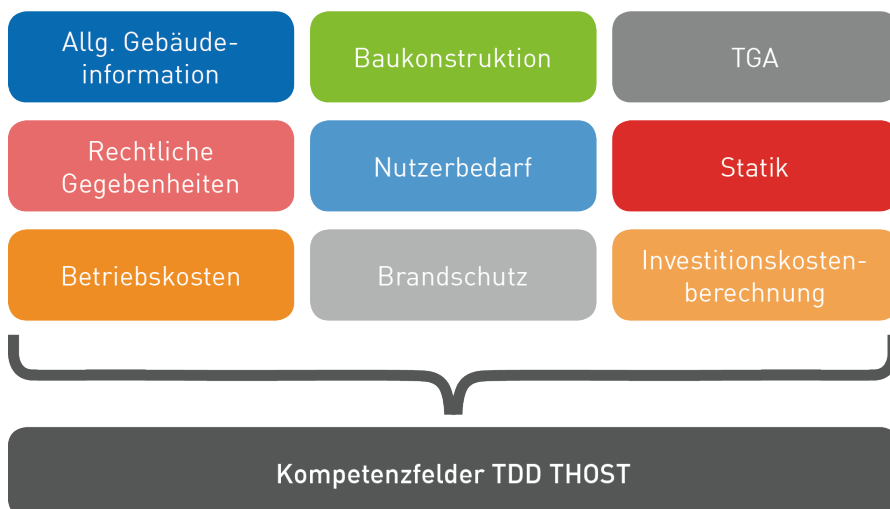 Allg. Gebäude-
information
Baukonstruktion
TGA
Rechtliche
Gegebenheiten
Nutzerbedarf
Statik
Betriebskosten
Brandschutz
Investitionskosten-
berechnung
Kompetenzfelder TDD THOST